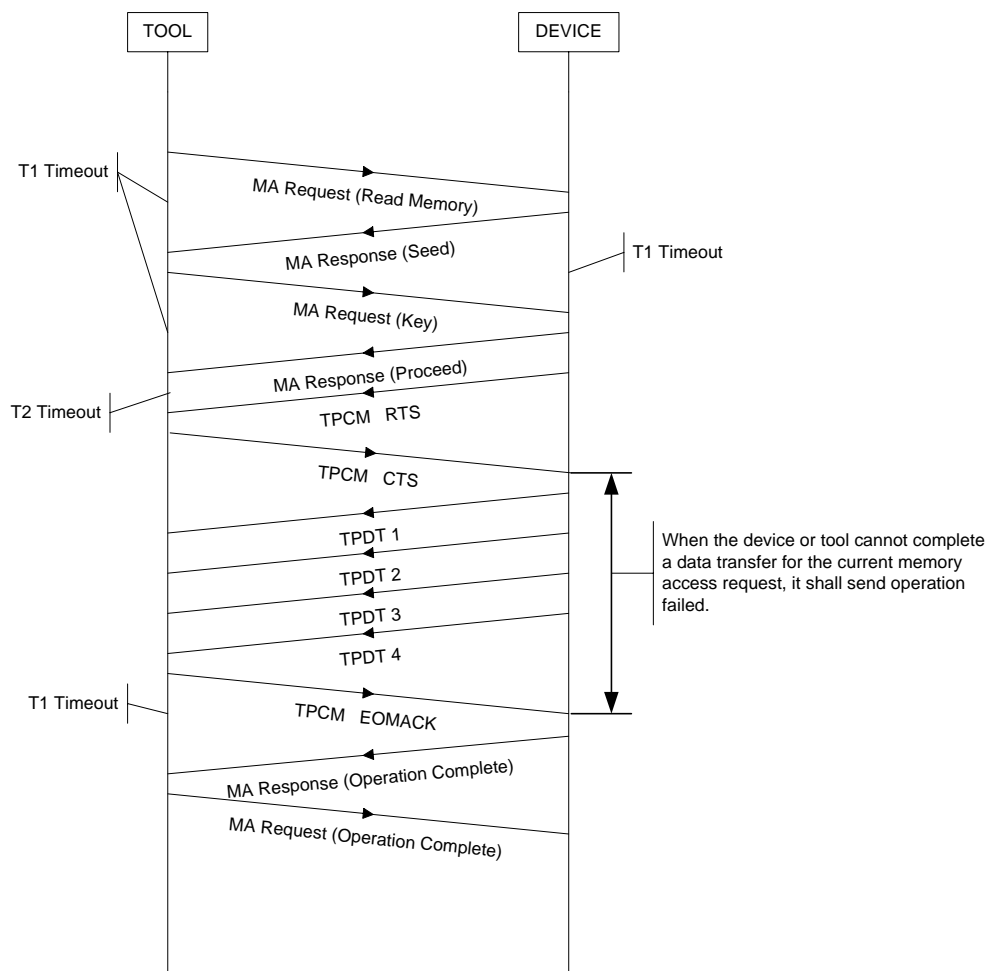 TOOL
DEVICE
T1 Timeout
MA Request (Read Memory)
MA Response (Seed)
T1 Timeout
MA Request (Key)
MA Response (Proceed)
T2 Timeout
TPCM RTS
TPCM CTS
TPDT 1
When the device or tool cannot complete
a data transfer for the current memory
access request, it shall send operation
failed.
TPDT 2
TPDT 3
TPDT 4
T1 Timeout
TPCM EOMACK
MA Response (Operation Complete)
MA Request (Operation Complete)